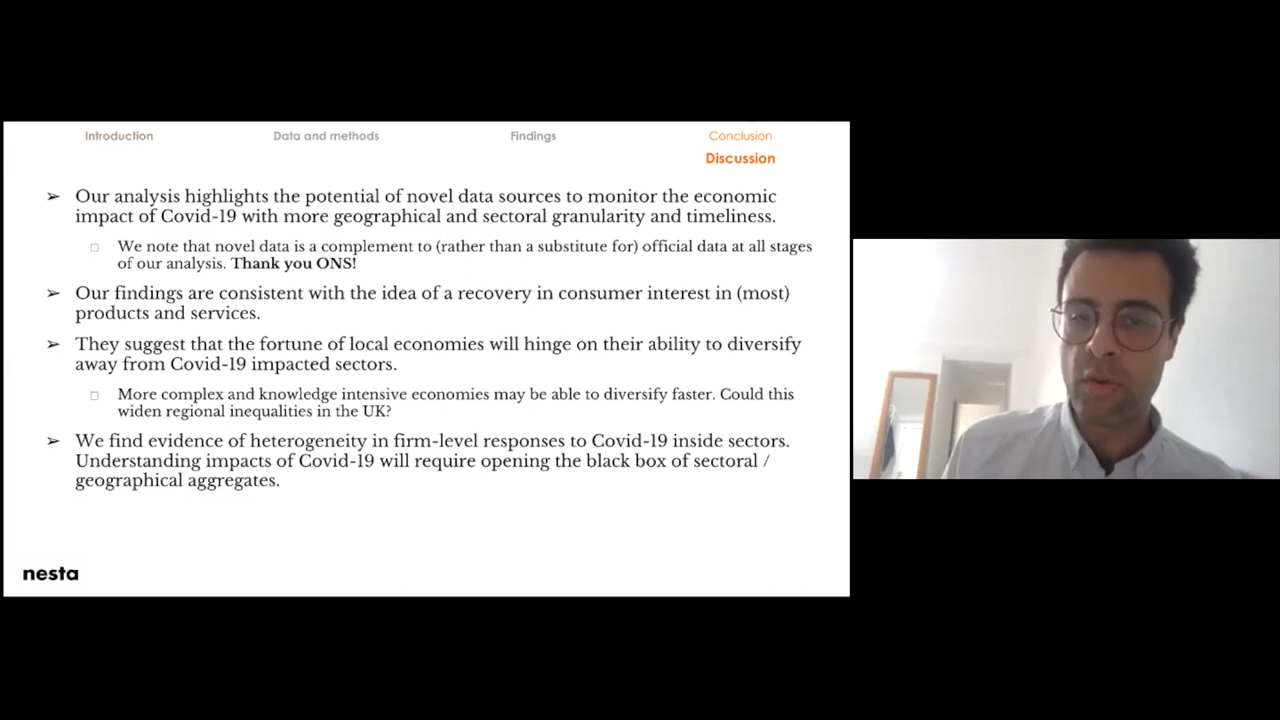 Introduction Data and methods Findings Conclusion
Discussion
➢ Our analysis highlights the potential of novel data sources to monitor the economic
impact of Covid-19 with more geographical and sectoral granularity and timeliness.
□ We note that novel data is a complement to (rather than a substitute for) official data at all stages
of our analysis. Thank you ONS!
➢ Our findings are consistent with the idea of a recovery in consumer interest in (most)
products and services.
➢ They suggest that the fortune of local economies will hinge on their ability to diversify
away from Covid-19 impacted sectors.
□ More complex and knowledge intensive economies may be able to diversify faster. Could this
widen regional inequalities in the UK?
➢ We find evidence of heterogeneity in firm-level responses to Covid-19 inside sectors.
Understanding impacts of Covid-19 will require opening the black box of sectoral /
geographical aggregates.
nesta